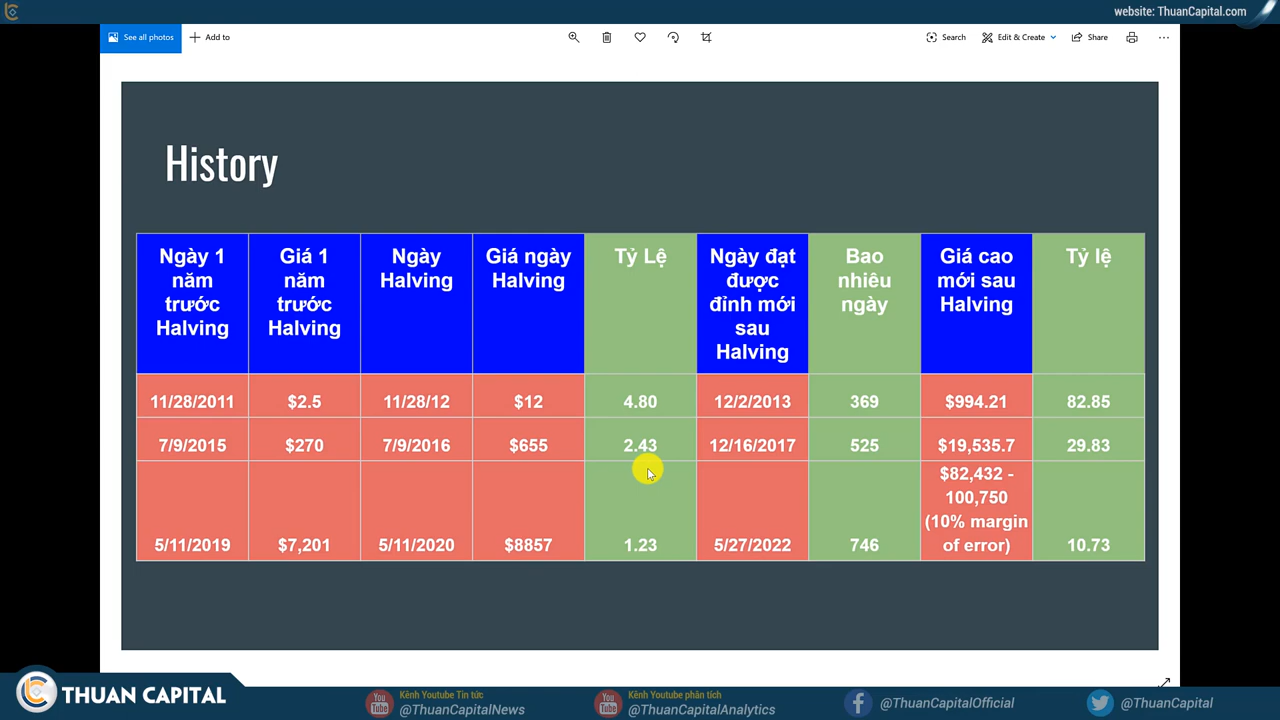 website: ThuanCapital.com
See all photos
Add to
Search
Edit & Create
Share
History
Ngày 1
năm
trước
Halving
Giá 1
năm
trước
Halving
Ngày
Halving
Giá ngày
Halving
Tỷ Lệ
Ngày đạt
được
đỉnh mới
sau
Halving
Bao
nhiêu
ngày
Giá cao
mới sau
Halving
Tỷ lệ
11/28/2011 $2.5 11/28/12 $12 4.80 12/2/2013 369 $994.21 82.85
7/9/2015 $270 7/9/2016 $655 2.43 12/16/2017 525 $19,535.7 29.83
5/11/2019 $7,201 5/11/2020 $8857 1.23 5/27/2022 746
$82,432 -
100,750
(10% margin
of error)
10.73
THUAN CAPITAL
You
Tube
Kênh Youtube Tin tức
@ThuanCapitalNews
You
Tube
Kênh Youtube phân tích
@ThuanCapitalAnalytics
@ThuanCapitalOfficial
@ThuanCapital